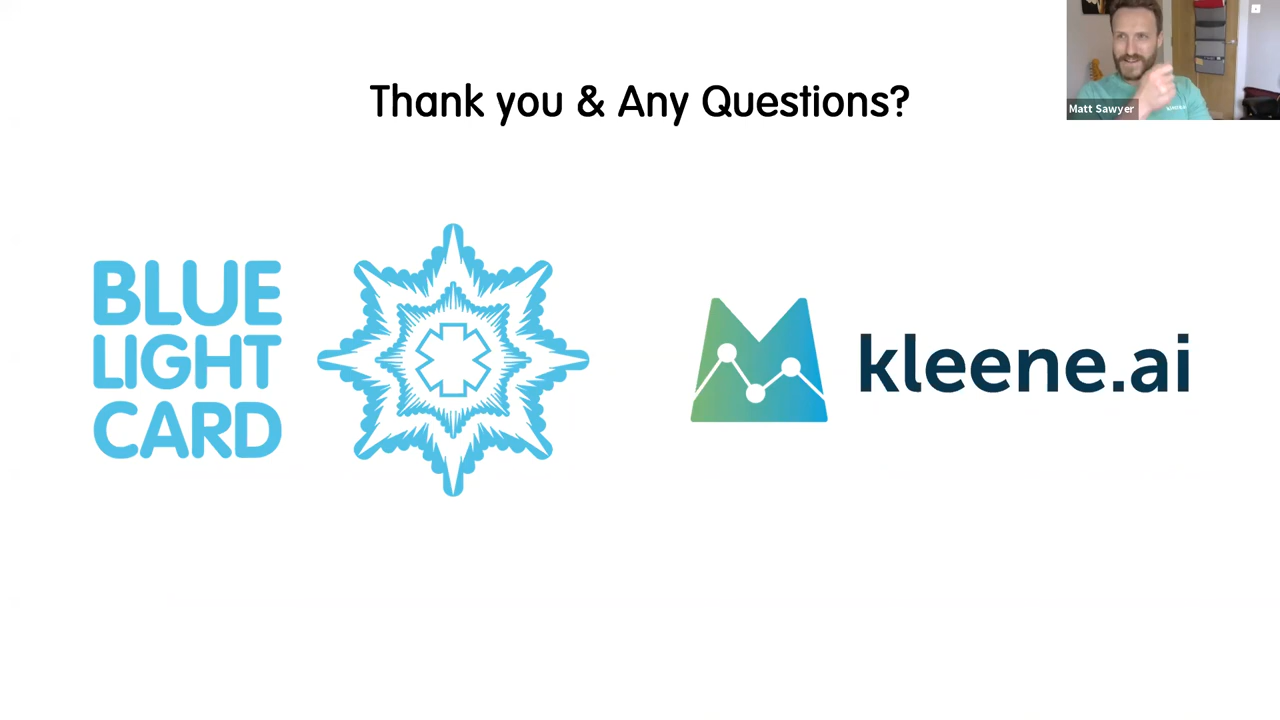 Thank you & Any Questions?
Matt Sawyer
BLUE
LIGHT
CARD
kleene.ai